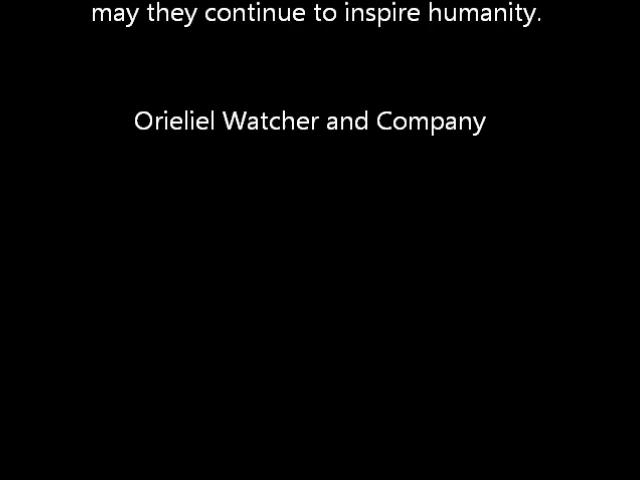 may they continue to inspire humanity.
Orieliel Watcher and Company